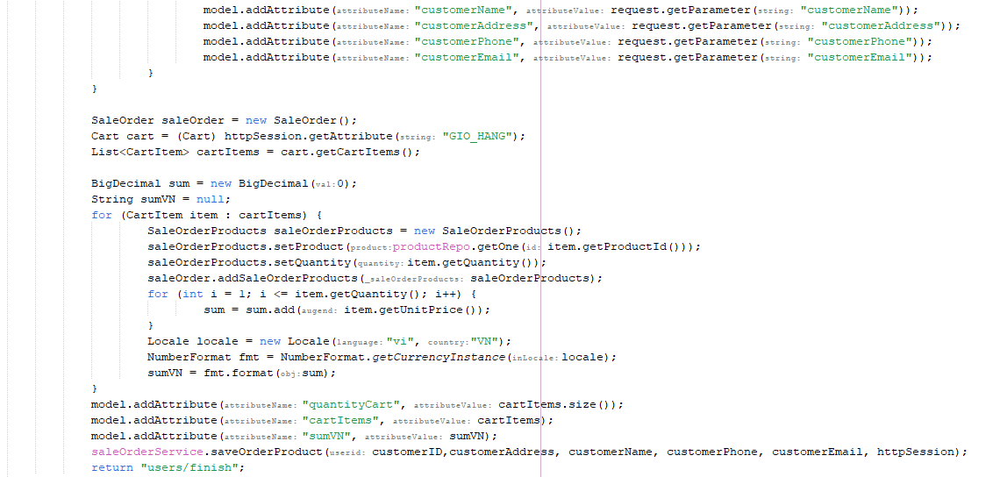 model.addAttribute(attributeName: "customerName", attributeValue: request.getParameter(string: "customerName"));
model.addAttribute(attributeName: "customerAddress", attributeValue: request.getParameter(string: "customerAddress"));
model.addAttribute(attributeName: "customerPhone", attributeValue: request.getParameter(string: "customerPhone"));
model.addAttribute(attributeName: "customerEmail", attributeValue: request.getParameter(string: "customerEmail"));
}
}
SaleOrder saleOrder = new SaleOrder();
Cart cart = (Cart) httpSession.getAttribute(string: "GIO_HANG");
List<CartItem> cartItems = cart.getCartItems();
BigDecimal sum = new BigDecimal(val:0);
String sumVN = null;
for (CartItem item : cartItems) {
SaleOrderProducts saleOrderProducts = new SaleOrderProducts();
saleOrderProducts.setProduct(product:productRepo.getOne(id: item.getProductId()));
saleOrderProducts.setQuantity(quantity:item.getQuantity());
saleOrder.addSaleOrderProducts(_saleOrderProducts: saleOrderProducts);
for (int i = 1; i <= item.getQuantity(); i++) {
sum = sum.add(augend: item.getUnitPrice());
}
Locale locale = new Locale(language:"vi", country:"VN");
NumberFormat fmt = NumberFormat.getCurrencyInstance(inLocale:locale);
sumVN = fmt.format(obj:sum);
}
model.addAttribute(attributeName: "quantityCart", attributeValue: cartItems.size());
model.addAttribute(attributeName: "cartItems", attributeValue: cartItems);
model.addAttribute(attributeName: "sumVN", attributeValue: sumVN);
saleOrderService.saveOrderProduct(userid: customerID,customerAddress, customerName, customerPhone, customerEmail, httpSession);
return "users/finish";